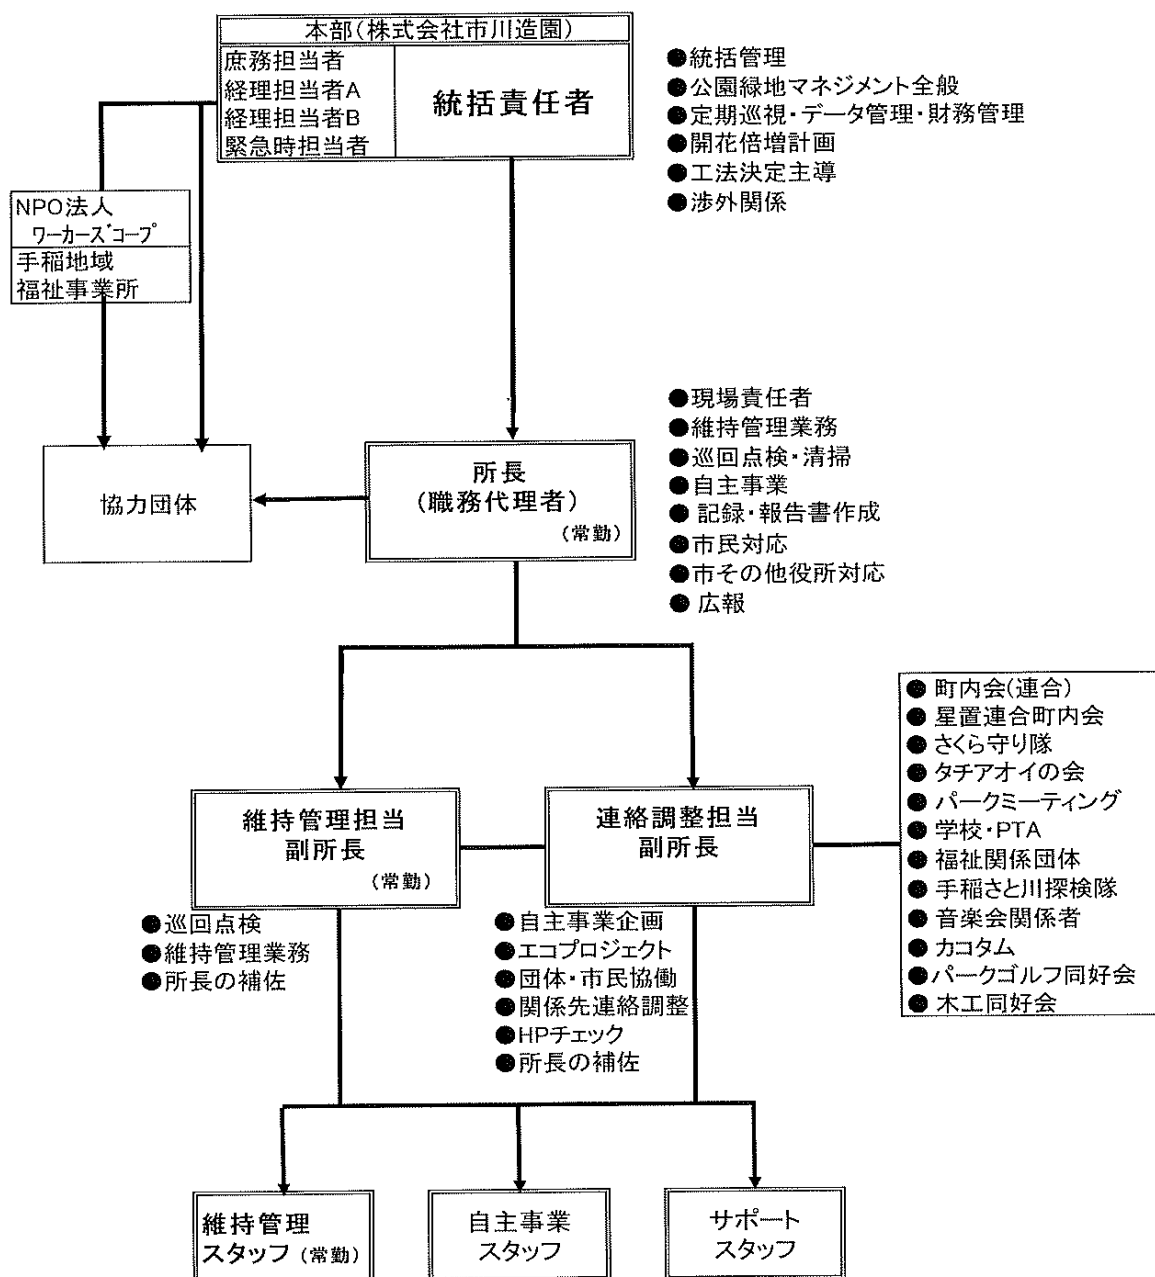 本部(株式会社市川造園)
庶務担当者
経理担当者A
経理担当者B
緊急時担当者
統括責任者
●統括管理
●公園緑地マネジメント全般
●定期巡視・データ管理・財務管理
●開花倍増計画
●工法決定主導
●渉外関係
NPO法人
ワーカーズコープ
手稲地域
福祉事業所
協力団体
所長
(職務代理者)
(常勤)
●現場責任者
●維持管理業務
●巡回点検・清掃
●自主事業
●記録・報告書作成
●市民対応
●市その他役所対応
● 広報
維持管理担当
副所長
(常勤)
●巡回点検
●維持管理業務
●所長の補佐
連絡調整担当
副所長
●自主事業企画
●エコプロジェクト
●団体・市民協働
●関係先連絡調整
●HPチェック
●所長の補佐
● 町内会(連合)
● 星置連合町内会
● さくら守り隊
● タチアオイの会
● パークミーティング
● 学校・PTA
● 福祉関係団体
● 手稲さと川探検隊
● 音楽会関係者
● カコタム
●パークゴルフ同好会
● 木工同好会
維持管理
スタッフ (常勤)
自主事業
スタッフ
サポート
スタッフ